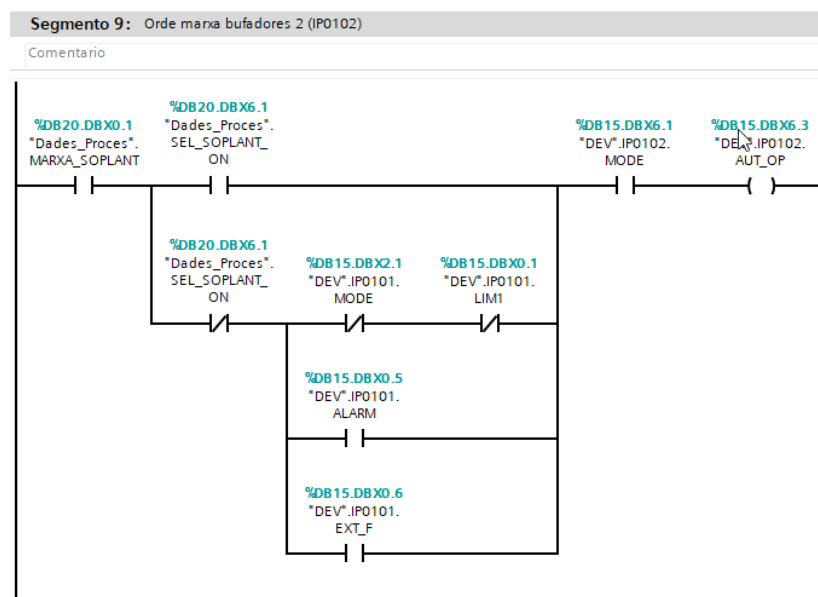 Segmento 9: Orde marxa bufadores 2 (IP0102)
Comentario
%DB20.DBX0.1
"Dades_Proces".
MARXA_SOPLANT
%DB20.DBX6.1
"Dades_Proces".
SEL_SOPLANT_
ON
%DB15.DBX6.1
"DEV".IP0102.
MODE
%DB15.DBX6.3
"DEV".IP0102.
AUT_OP
%DB20.DBX6.1
"Dades_Proces".
SEL_SOPLANT_
ON
%DB15.DBX2.1
"DEV".IP0101.
MODE
%DB15.DBX0.1
"DEV".IP0101.
LIM1
%DB15.DBX0.5
"DEV".IP0101.
ALARM
%DB15.DBX0.6
"DEV".IP0101.
EXT_F